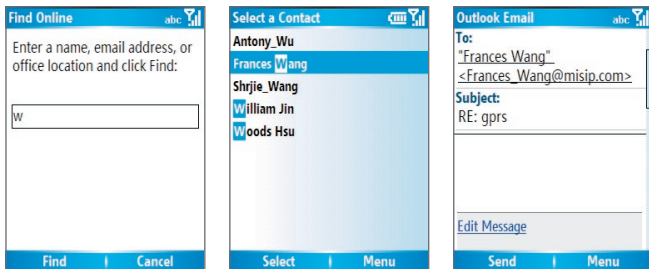 Find Online abc
Enter a name, email address, or
office location and click Find:
w
Find Cancel
Select a Contact
Antony_Wu
Frances Wang
Shrjie_Wang
William Jin
Woods Hsu
Select Menu
Outlook Email abc
To:
"Frances Wang"
<Frances_Wang@misip.com>
Subject:
RE: gprs
Edit Message
Send Menu